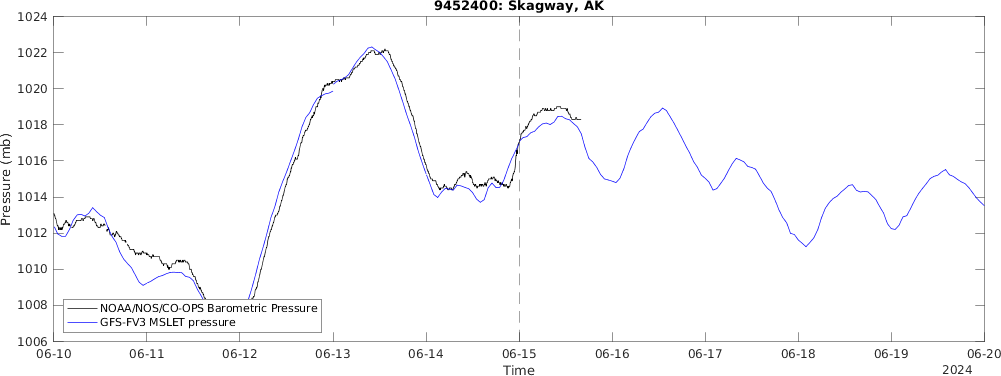 9452400: Skagway, AK
Pressure (mb)
1024
1022
1020
1018
1016
1014
1012
1010
1008
1006
NOAA/NOS/CO-OPS Barometric Pressure
GFS-FV3 MSLET pressure
06-10 06-11 06-12 06-13 06-14 06-15 06-16 06-17 06-18 06-19 06-20
Time
2024